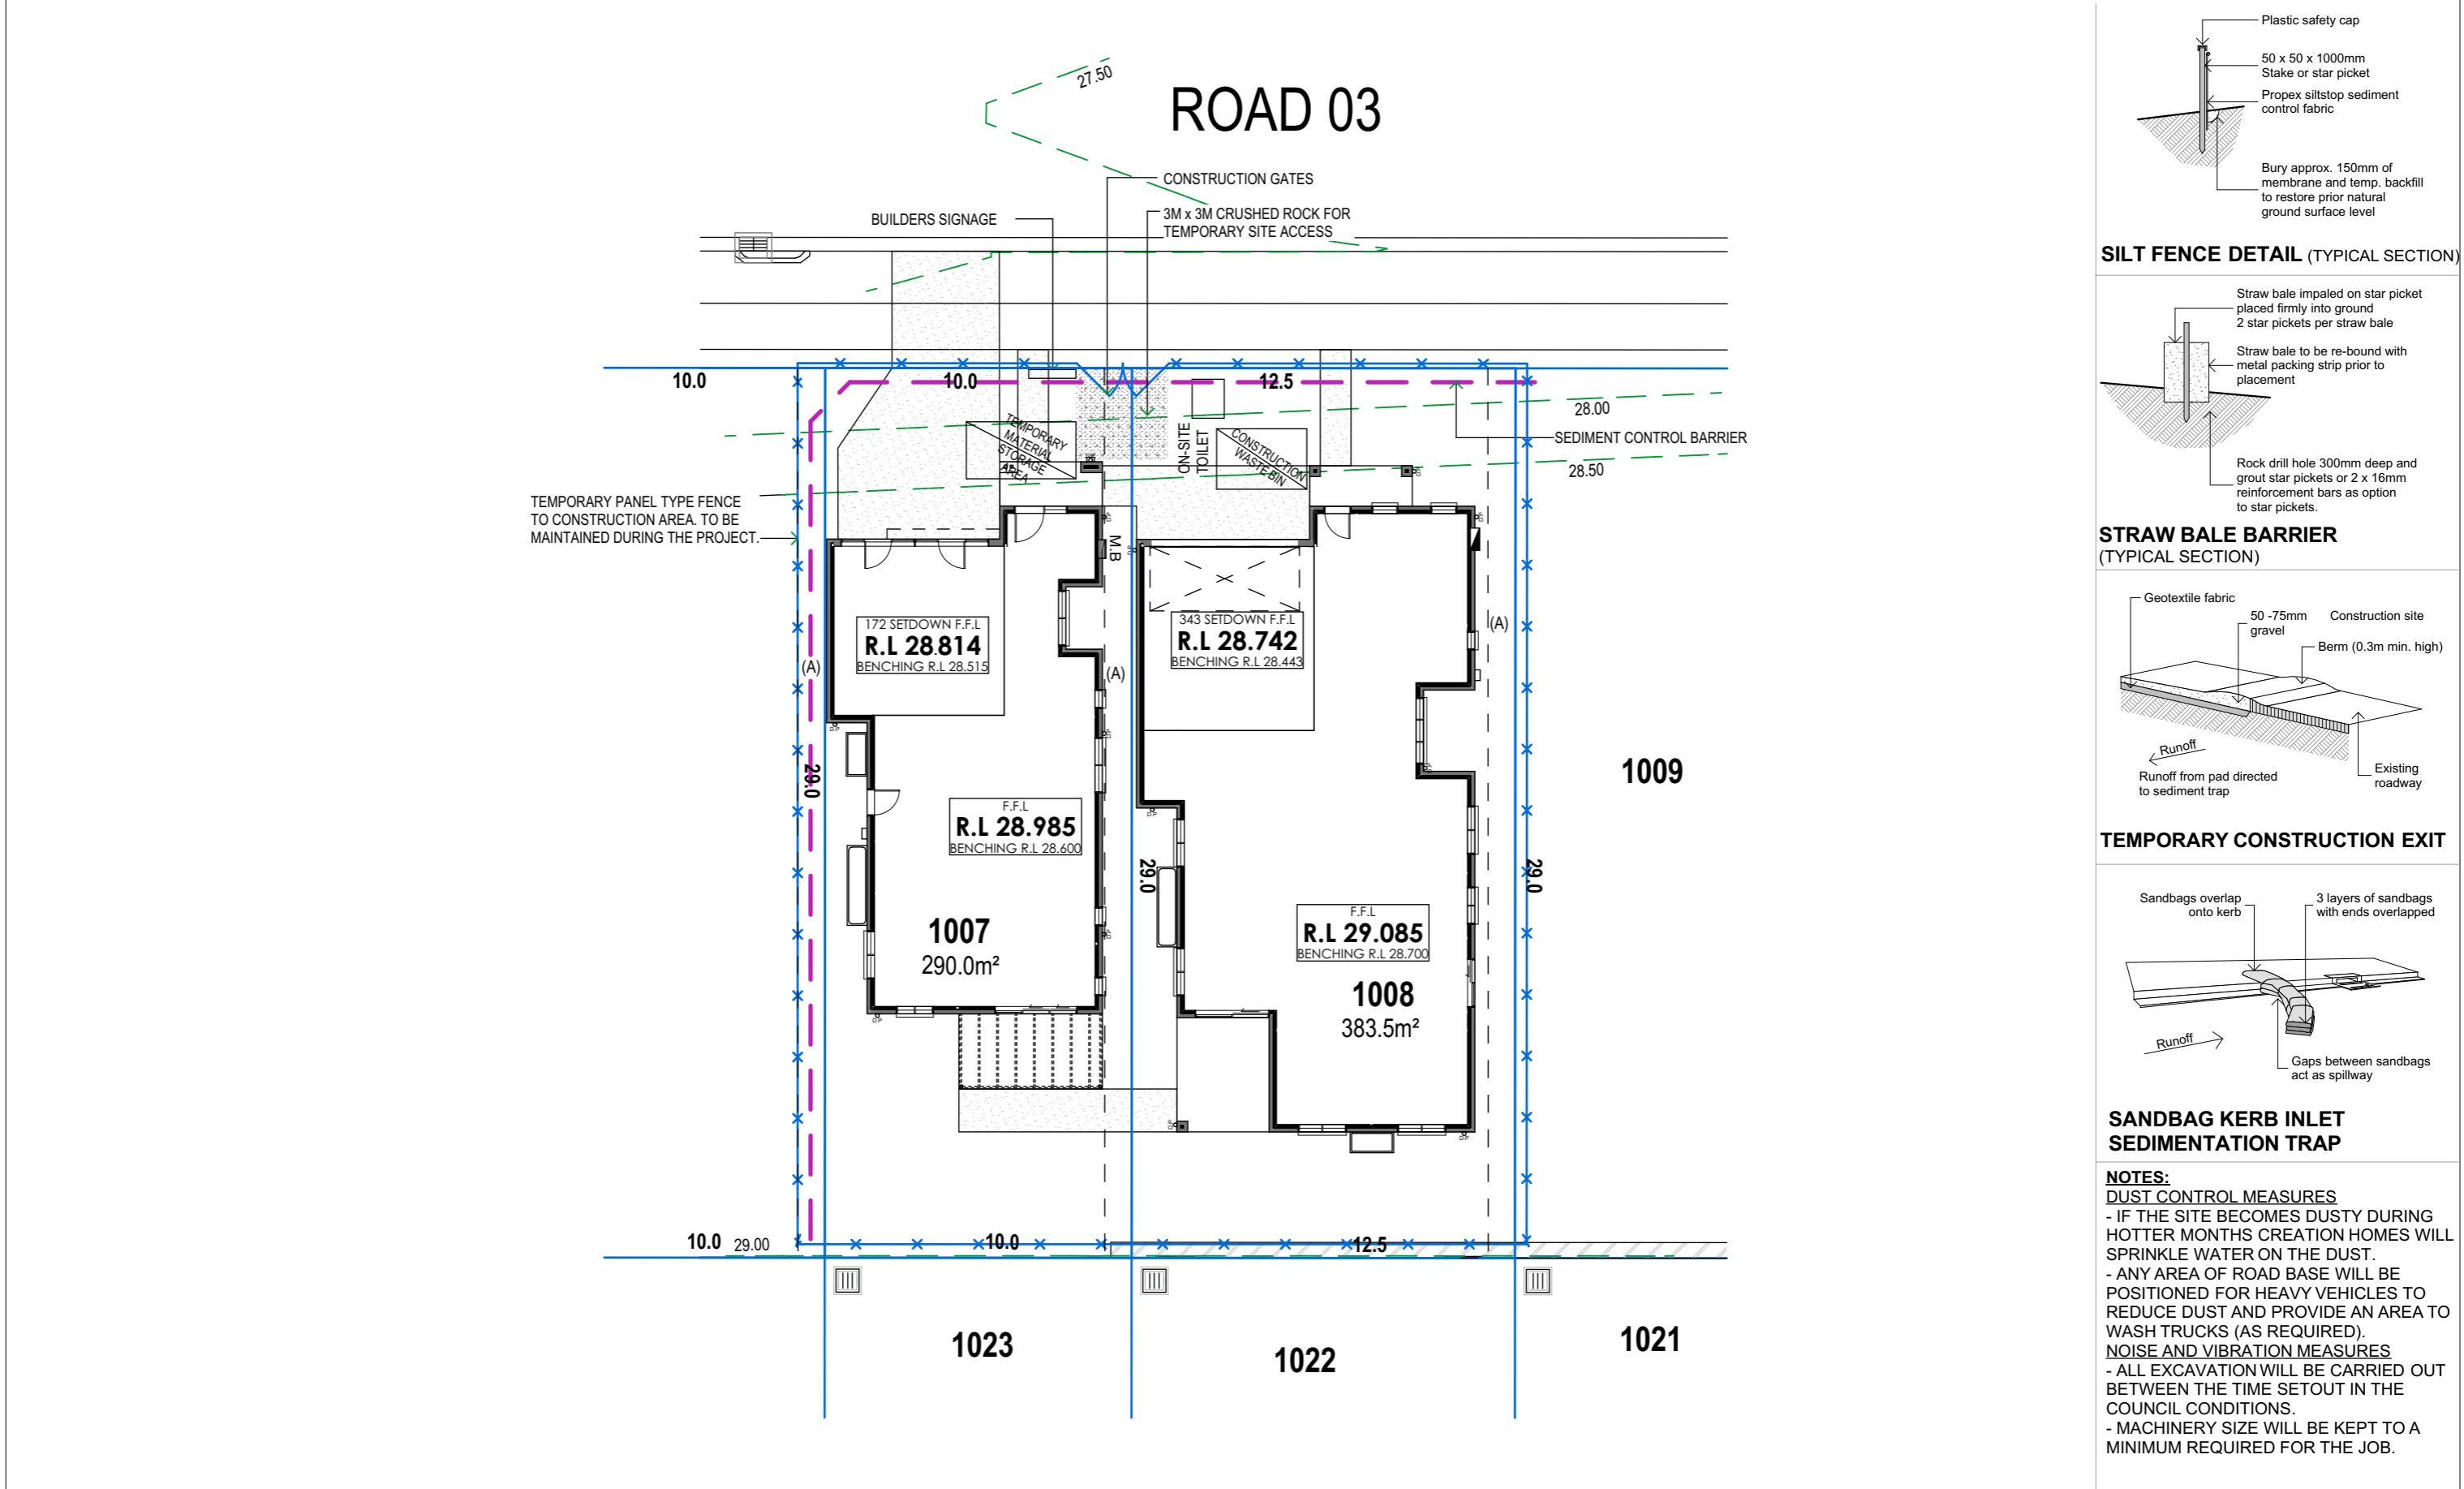 27.50
ROAD 03
CONSTRUCTION GATES
BUILDERS SIGNAGE
3M x 3M CRUSHED ROCK FOR
TEMPORARY SITE ACCESS
10.0
10.0
12.5
28.00
SEDIMENT CONTROL BARRIER
28.50
TEMPORARY
MATERIAL
STORAGE
AREA
ON-SITE
TOILET
CONSTRUCTION
WASTE BIN
TEMPORARY PANEL TYPE FENCE
TO CONSTRUCTION AREA. TO BE
MAINTAINED DURING THE PROJECT.
M.B
172 SETDOWN F.F.L
R.L 28.814
BENCHING R.L 28.515
343 SETDOWN F.F.L
R.L 28.742
BENCHING R.L 28.443
(A)
(A)
(A)
29.0
1009
F.F.L
R.L 28.985
BENCHING R.L 28.600
29.0
29.0
1007
290.0m²
F.F.L
R.L 29.085
BENCHING R.L 28.700
1008
383.5m²
10.0
29.00
10.0
12.5
1023
1022
1021
Plastic safety cap
50 x 50 x 1000mm
Stake or star picket
Propex siltstop sediment
control fabric
Bury approx. 150mm of
membrane and temp. backfill
to restore prior natural
ground surface level
SILT FENCE DETAIL (TYPICAL SECTION)
Straw bale impaled on star picket
placed firmly into ground
2 star pickets per straw bale
Straw bale to be re-bound with
metal packing strip prior to
placement
Rock drill hole 300mm deep and
grout star pickets or 2 x 16mm
reinforcement bars as option
to star pickets.
STRAW BALE BARRIER
(TYPICAL SECTION)
Geotextile fabric
50 -75mm
gravel
Construction site
Berm (0.3m min. high)
Runoff
Runoff from pad directed
to sediment trap
Existing
roadway
TEMPORARY CONSTRUCTION EXIT
Sandbags overlap
onto kerb
3 layers of sandbags
with ends overlapped
Runoff
Gaps between sandbags
act as spillway
SANDBAG KERB INLET
SEDIMENTATION TRAP
NOTES:
DUST CONTROL MEASURES
- IF THE SITE BECOMES DUSTY DURING
HOTTER MONTHS CREATION HOMES WILL
SPRINKLE WATER ON THE DUST.
- ANY AREA OF ROAD BASE WILL BE
POSITIONED FOR HEAVY VEHICLES TO
REDUCE DUST AND PROVIDE AN AREA TO
WASH TRUCKS (AS REQUIRED).
NOISE AND VIBRATION MEASURES
- ALL EXCAVATION WILL BE CARRIED OUT
BETWEEN THE TIME SETOUT IN THE
COUNCIL CONDITIONS.
- MACHINERY SIZE WILL BE KEPT TO A
MINIMUM REQUIRED FOR THE JOB.